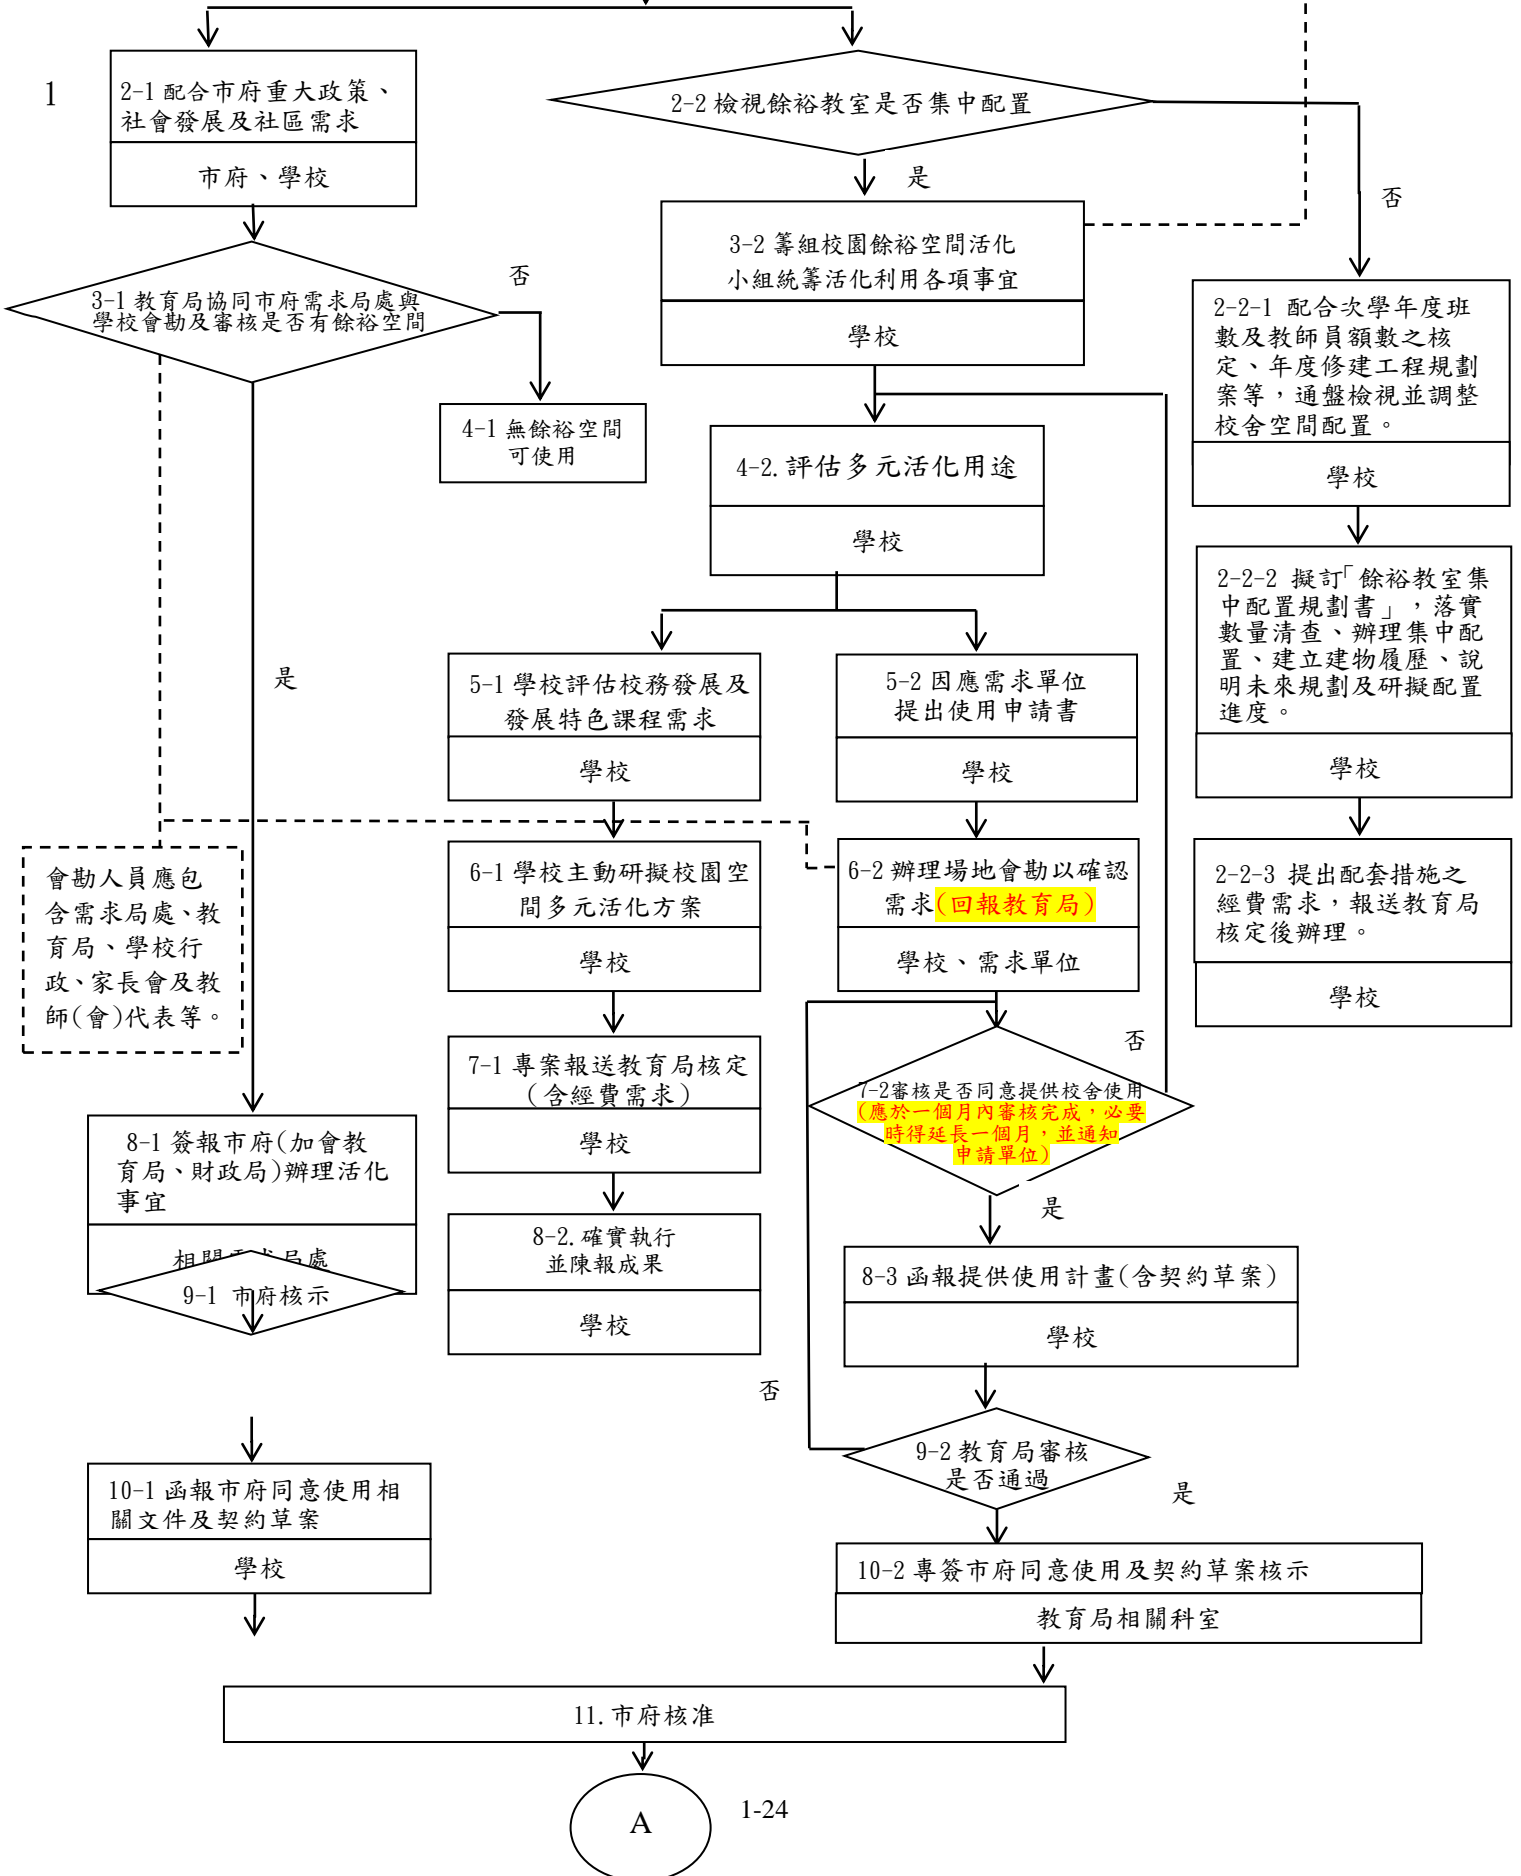 1
2-1 配合市府重大政策、
社會發展及社區需求
市府、學校
2-2 檢視餘裕教室是否集中配置
是
否
3-1 教育局協同市府需求局處與
學校會勘及審核是否有餘裕空間
否
是
4-1 無餘裕空間
可使用
3-2 籌組校園餘裕空間活化
小組統籌活化利用各項事宜
學校
2-2-1 配合次學年度班
數及教師員額數之核
定、年度修建工程規劃
案等，通盤檢視並調整
校舍空間配置。
學校
4-2.評估多元活化用途
學校
2-2-2 擬訂「餘裕教室集
中配置規劃書」，落實
數量清查、辦理集中配
置、建立建物履歷、說
明未來規劃及研擬配置
進度。
學校
5-1 學校評估校務發展及
發展特色課程需求
學校
5-2 因應需求單位
提出使用申請書
學校
會勘人員應包
含需求局處、教
育局、學校行
政、家長會及教
師(會)代表等。
6-1 學校主動研擬校園空
間多元活化方案
學校
6-2 辦理場地會勘以確認
需求(回報教育局)
學校、需求單位
2-2-3 提出配套措施之
經費需求，報送教育局
核定後辦理。
學校
7-1 專案報送教育局核定
(含經費需求)
學校
否
7-2審核是否同意提供校舍使用
(應於一個月內審核完成，必要
時得延長一個月，並通知
申請單位)
是
8-1 簽報市府(加會教
育局、財政局)辦理活化
事宜
相關需求局處
9-1 市府核示
8-2.確實執行
並陳報成果
學校
8-3 函報提供使用計畫(含契約草案)
學校
否
9-2 教育局審核
是否通過
是
10-1 函報市府同意使用相
關文件及契約草案
學校
10-2 專簽市府同意使用及契約草案核示
教育局相關科室
11.市府核准
A
1-24